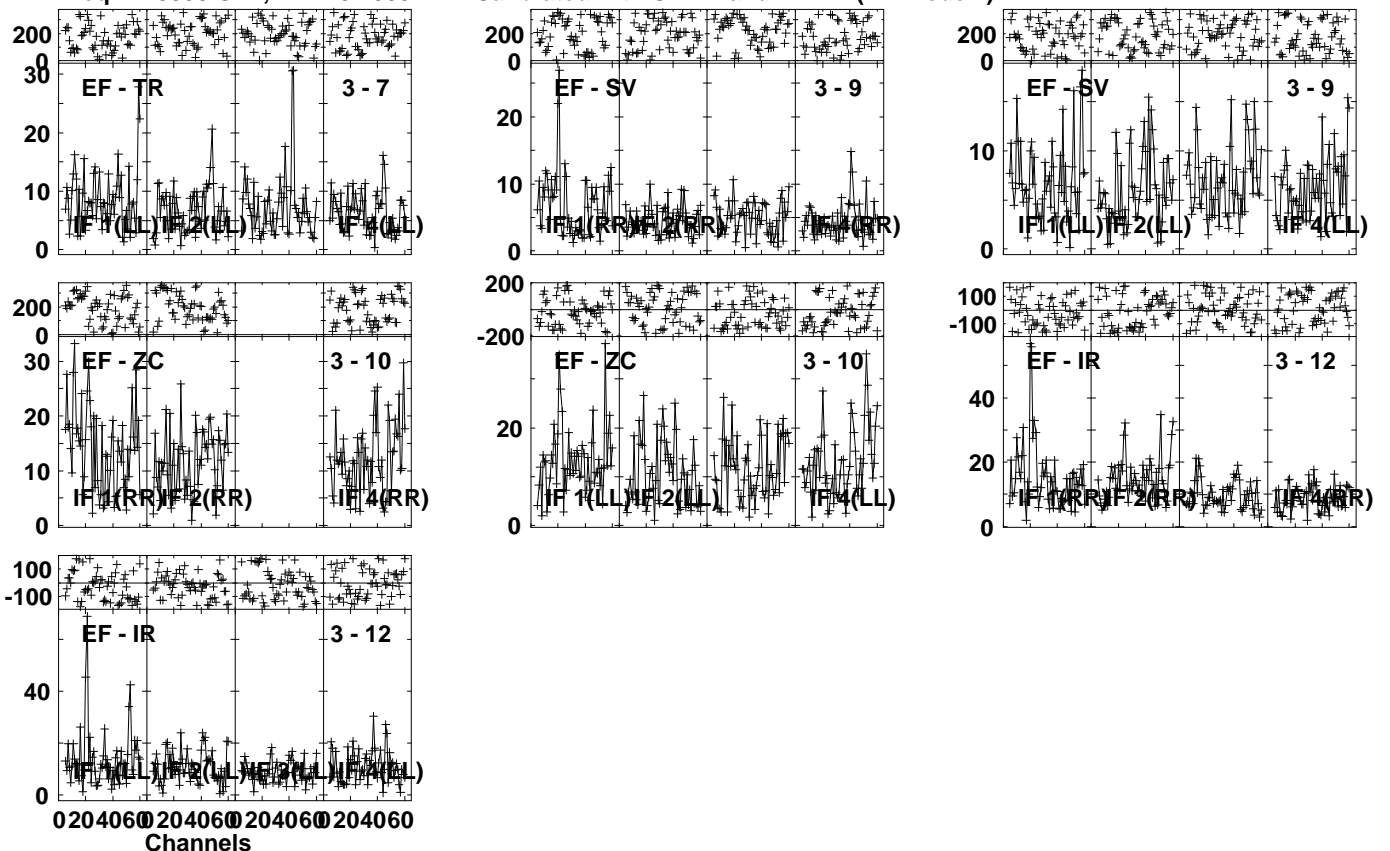 200
0
30
EF - TR
3 - 7
20
10
IF 1(LL)
IF 2(LL)
IF 4(LL)
0
200
0
EF - SV
3 - 9
20
10
IF 1(RR)
IF 2(RR)
IF 4(RR)
0
200
0
EF - SV
3 - 9
10
IF 1(LL)
IF 2(LL)
IF 4(LL)
0
200
0
30
EF - ZC
3 - 10
20
10
IF 1(RR)
IF 2(RR)
IF 4(RR)
0
200
-200
EF - ZC
3 - 10
20
IF 1(LL)
IF 2(LL)
IF 4(LL)
0
100
-100
EF - IR
3 - 12
40
20
IF 1(RR)
IF 2(RR)
IF 4(RR)
0
100
-100
EF - IR
3 - 12
40
IF 1(LL)
IF 2(LL)
IF 3(LL)
IF 4(LL)
0
0 20 40 60 0 20 40 60 0 20 40 60 0 20 40 60
Channels